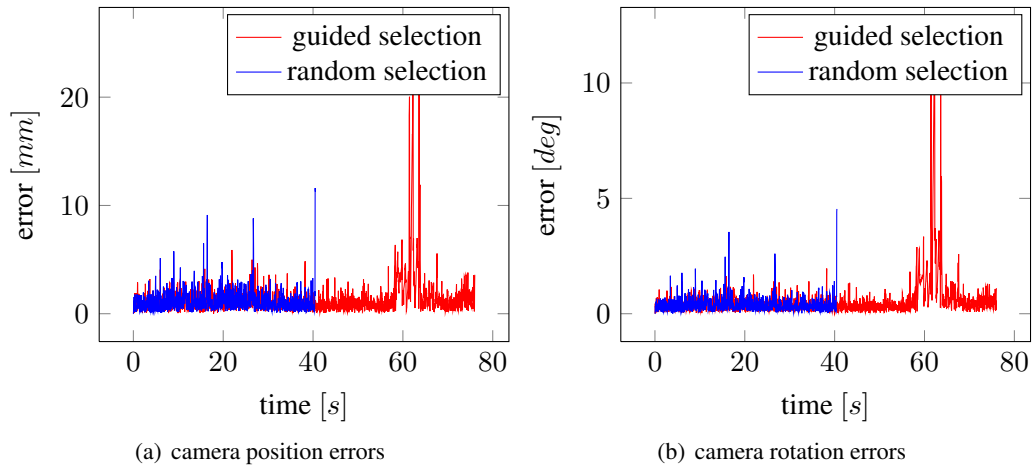 guided selection
random selection
20
10
0
error [mm]
0 20 40 60 80
time [s]
(a) camera position errors
guided selection
random selection
10
5
0
error [deg]
0 20 40 60 80
time [s]
(b) camera rotation errors